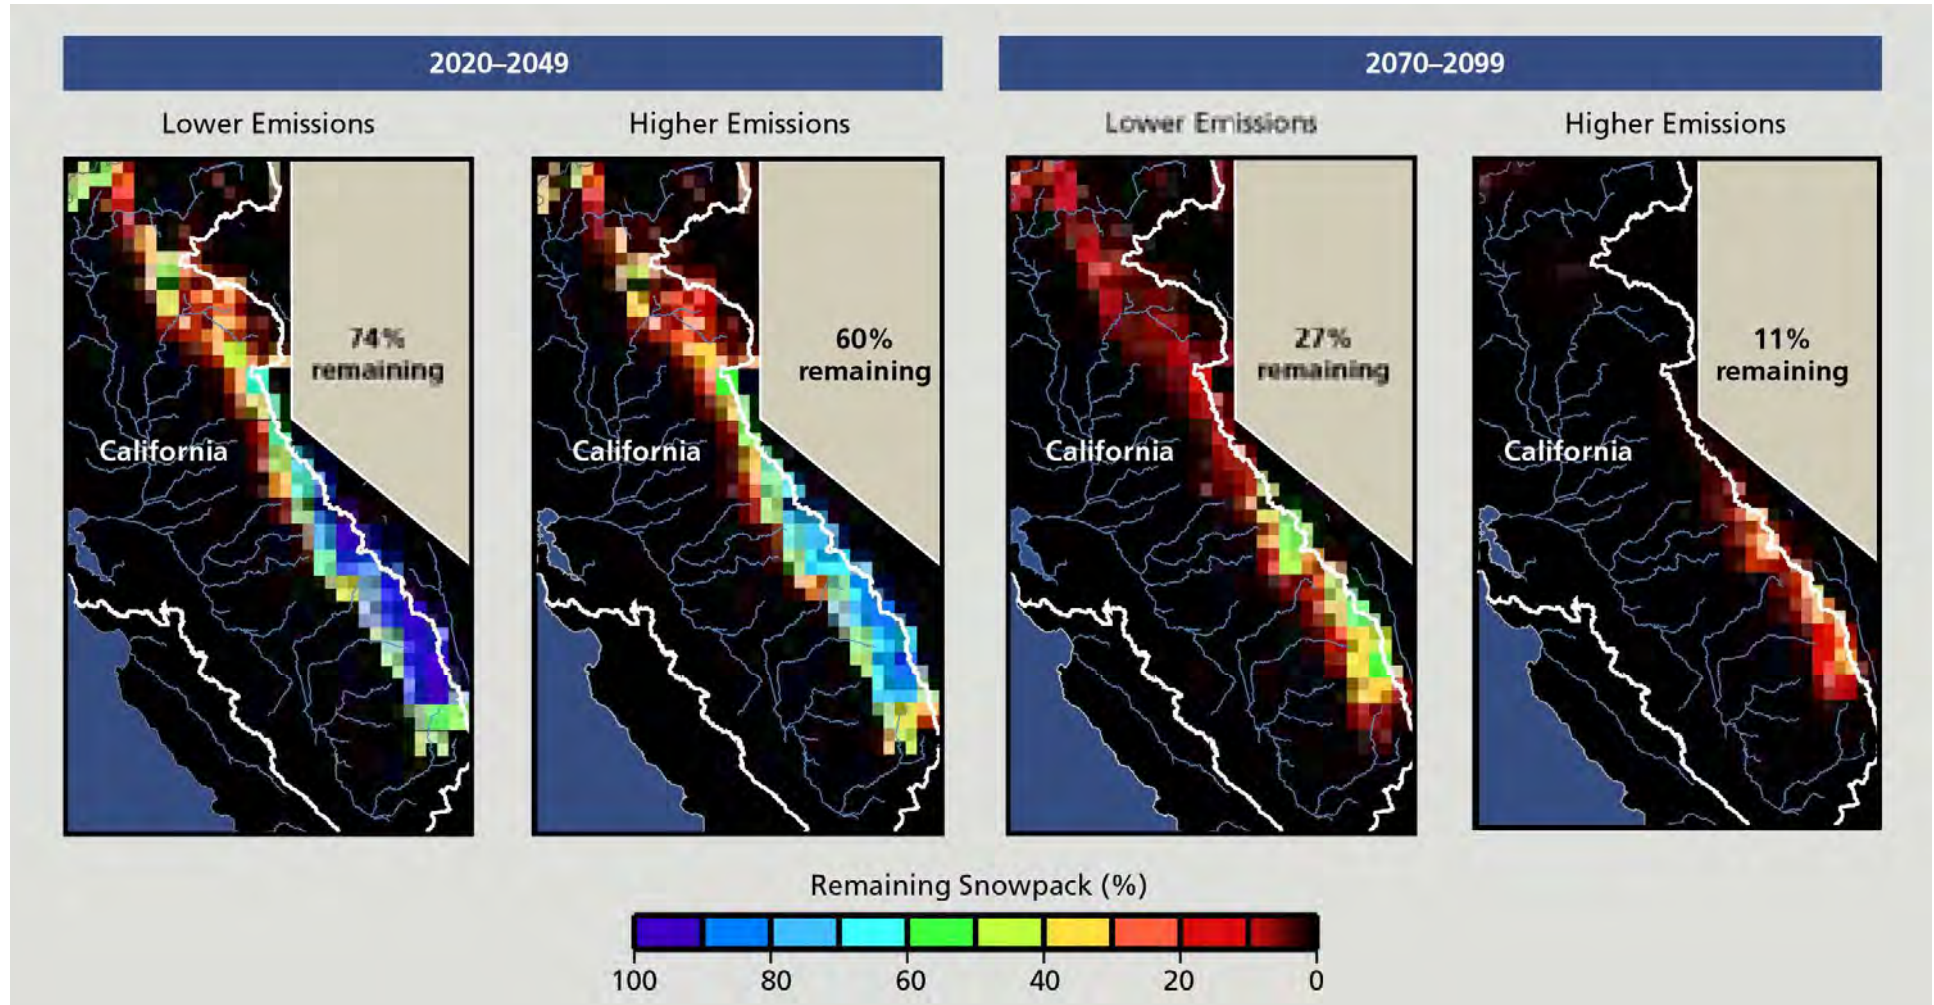 2020–2049
2070–2099
Lower Emissions
Higher Emissions
Lower Emissions
Higher Emissions
74%
remaining
60%
remaining
27%
remaining
11%
remaining
California
California
California
California
Remaining Snowpack (%)
100 80 60 40 20 0